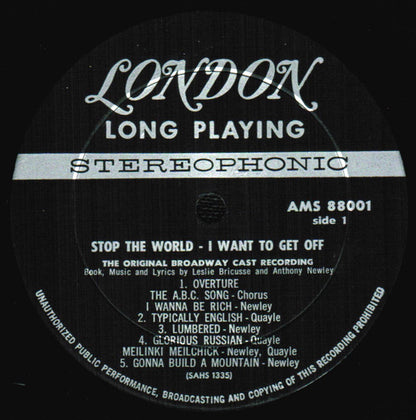 LONDON
LONG PLAYING
STEREOPHONIC
AMS 88001
side 1
STOP THE WORLD - I WANT TO GET OFF
THE ORIGINAL BROADWAY CAST RECORDING
Book, Music and Lyrics by Leslie Bricusse and Anthony Newley
1. OVERTURE
THE A.B.C. SONG - Chorus
I WANNA BE RICH - Newley
2. TYPICALLY ENGLISH - Quayle
3. LUMBERED - Newley
4. GLORIOUS RUSSIAN - Quayle
MEILINKI MEILCHICK - Newley, Quayle
5. GONNA BUILD A MOUNTAIN - Newley
(SAHS 1335)
UNAUTHORIZED PUBLIC PERFORMANCE, BROADCASTING AND COPYING OF THIS RECORDING PROHIBITED